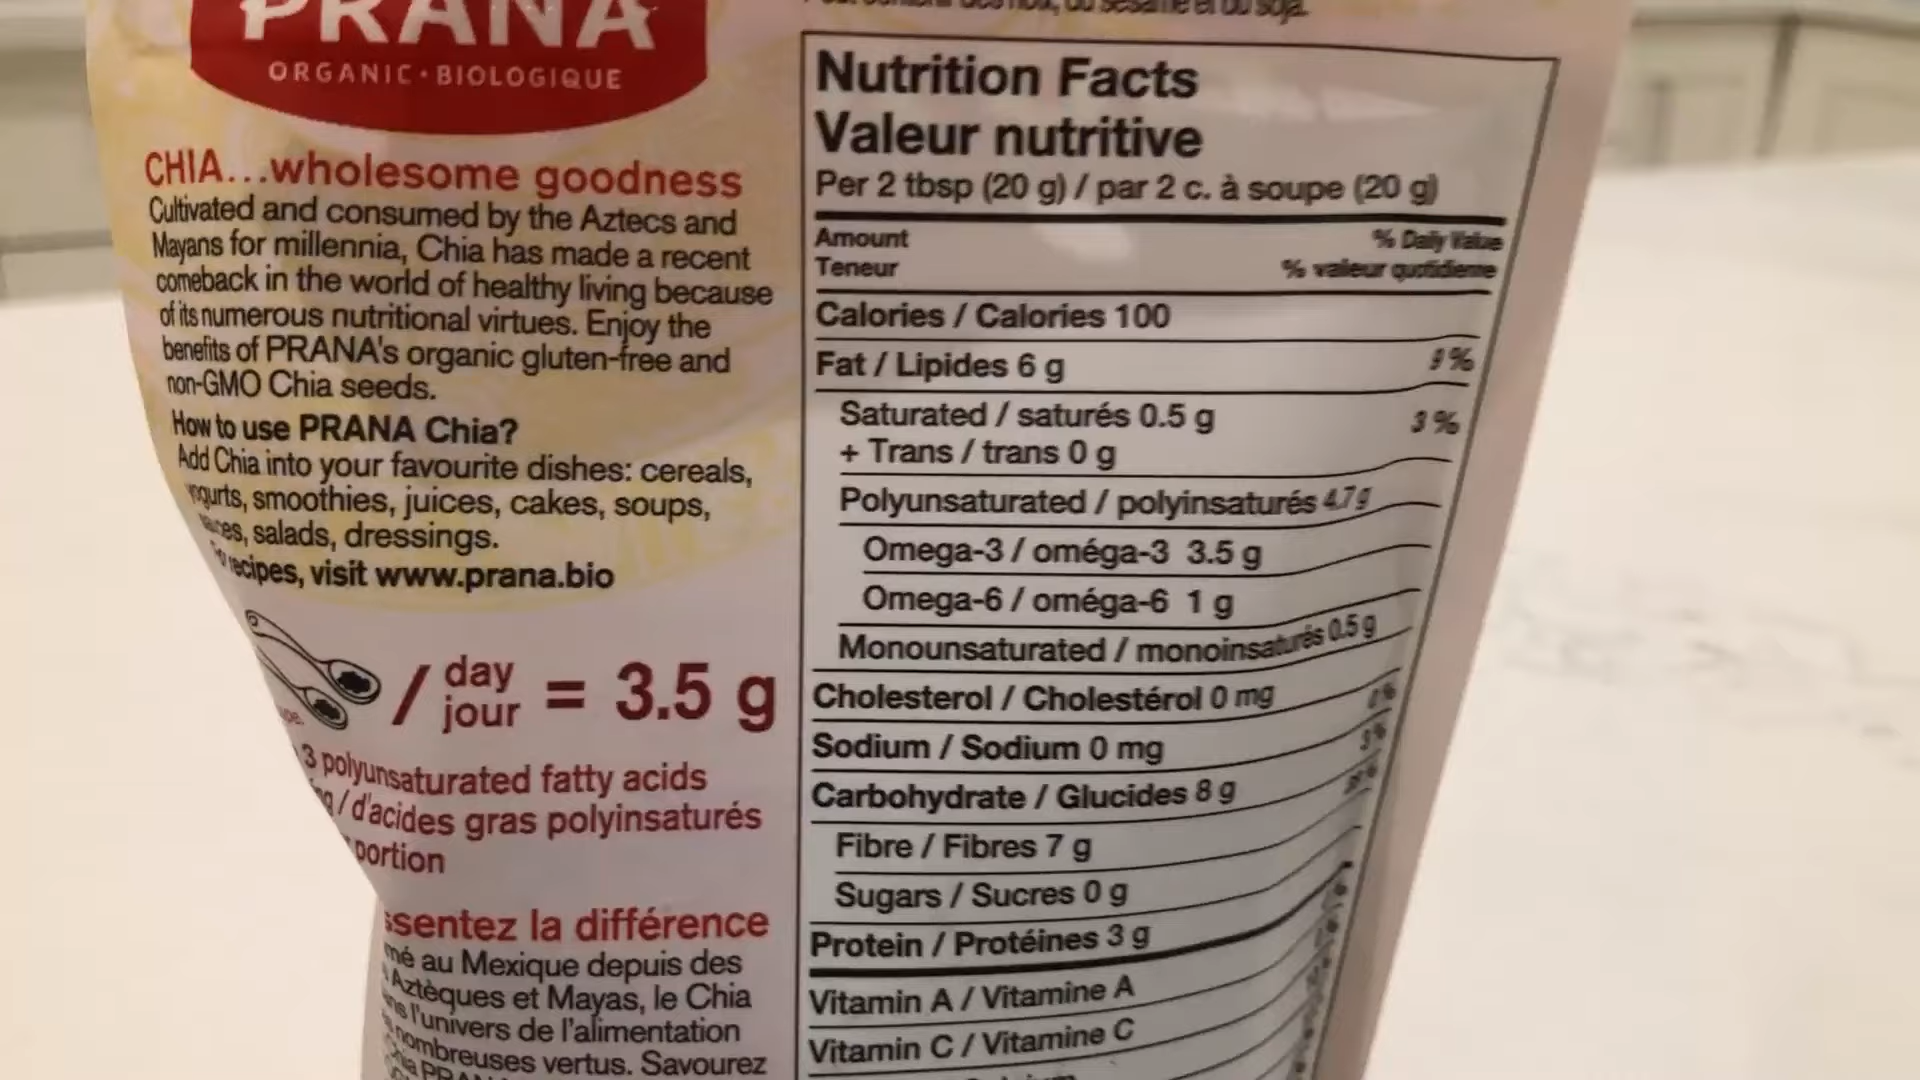 PRANA
ORGANIC • BIOLOGIQUE
CHIA...wholesome goodness
Cultivated and consumed by the Aztecs and
Mayans for millennia, Chia has made a recent
comeback in the world of healthy living because
of its numerous nutritional virtues. Enjoy the
benefits of PRANA's organic gluten-free and
non-GMO Chia seeds.
How to use PRANA Chia?
Add Chia into your favourite dishes: cereals,
yogurts, smoothies, juices, cakes, soups,
salads, dressings.
recipes, visit www.prana.bio
/ day
jour = 3.5 g
3 polyunsaturated fatty acids
/ d'acides gras polyinsaturés
portion
la différence
au Mexique depuis des
Aztèques et Mayas, le Chia
l'univers de l'alimentation
nombreuses vertus. Savourez
du sésame et du soja.
Nutrition Facts
Valeur nutritive
Per 2 tbsp (20 g) / par 2 c. à soupe (20 g)
Amount % Daily Value
Teneur % valeur quotidienne
Calories / Calories 100
Fat / Lipides 6 g 9 %
Saturated / saturés 0.5 g 3 %
+ Trans / trans 0 g
Polyunsaturated / polyinsaturés 4.7 g
Omega-3 / oméga-3 3.5 g
Omega-6 / oméga-6 1 g
Monounsaturated / monoinsaturés 0.5 g
Cholesterol / Cholestérol 0 mg
Sodium / Sodium 0 mg 0 %
Carbohydrate / Glucides 8 g 3 %
Fibre / Fibres 7 g
Sugars / Sucres 0 g
Protein / Protéines 3 g
Vitamin A / Vitamine A
Vitamin C / Vitamine C